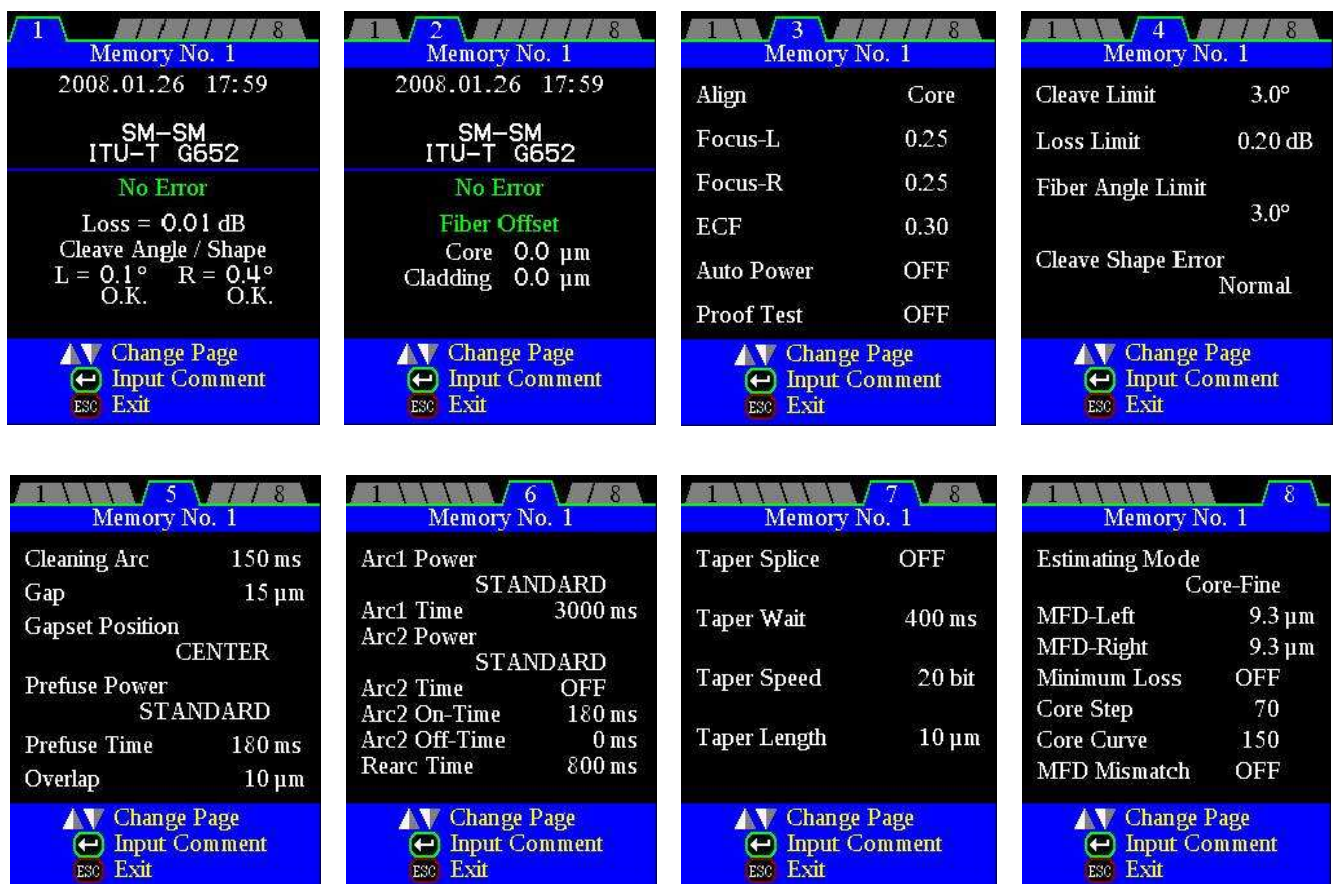 1 8
Memory No. 1
2008.01.26 17:59
SM-SM
ITU-T G652
No Error
Loss = 0.01 dB
Cleave Angle / Shape
L = 0.1° R = 0.4°
O.K. O.K.
Change Page
Input Comment
ESC Exit
1 2 8
Memory No. 1
2008.01.26 17:59
SM-SM
ITU-T G652
No Error
Fiber Offset
Core 0.0 µm
Cladding 0.0 µm
Change Page
Input Comment
ESC Exit
1 3 8
Memory No. 1
Align Core
Focus-L 0.25
Focus-R 0.25
ECF 0.30
Auto Power OFF
Proof Test OFF
Change Page
Input Comment
ESC Exit
1 4 8
Memory No. 1
Cleave Limit 3.0°
Loss Limit 0.20 dB
Fiber Angle Limit
3.0°
Cleave Shape Error
Normal
Change Page
Input Comment
ESC Exit
1 5 8
Memory No. 1
Cleaning Arc 150 ms
Gap 15 µm
Gapset Position
CENTER
Prefuse Power
STANDARD
Prefuse Time 180 ms
Overlap 10 µm
Change Page
Input Comment
ESC Exit
1 6 8
Memory No. 1
Arc1 Power
STANDARD
Arc1 Time 3000 ms
Arc2 Power
STANDARD
Arc2 Time OFF
Arc2 On-Time 180 ms
Arc2 Off-Time 0 ms
Rearc Time 800 ms
Change Page
Input Comment
ESC Exit
1 7 8
Memory No. 1
Taper Splice OFF
Taper Wait 400 ms
Taper Speed 20 bit
Taper Length 10 µm
Change Page
Input Comment
ESC Exit
1 8
Memory No. 1
Estimating Mode
Core-Fine
MFD-Left 9.3 µm
MFD-Right 9.3 µm
Minimum Loss OFF
Core Step 70
Core Curve 150
MFD Mismatch OFF
Change Page
Input Comment
ESC Exit